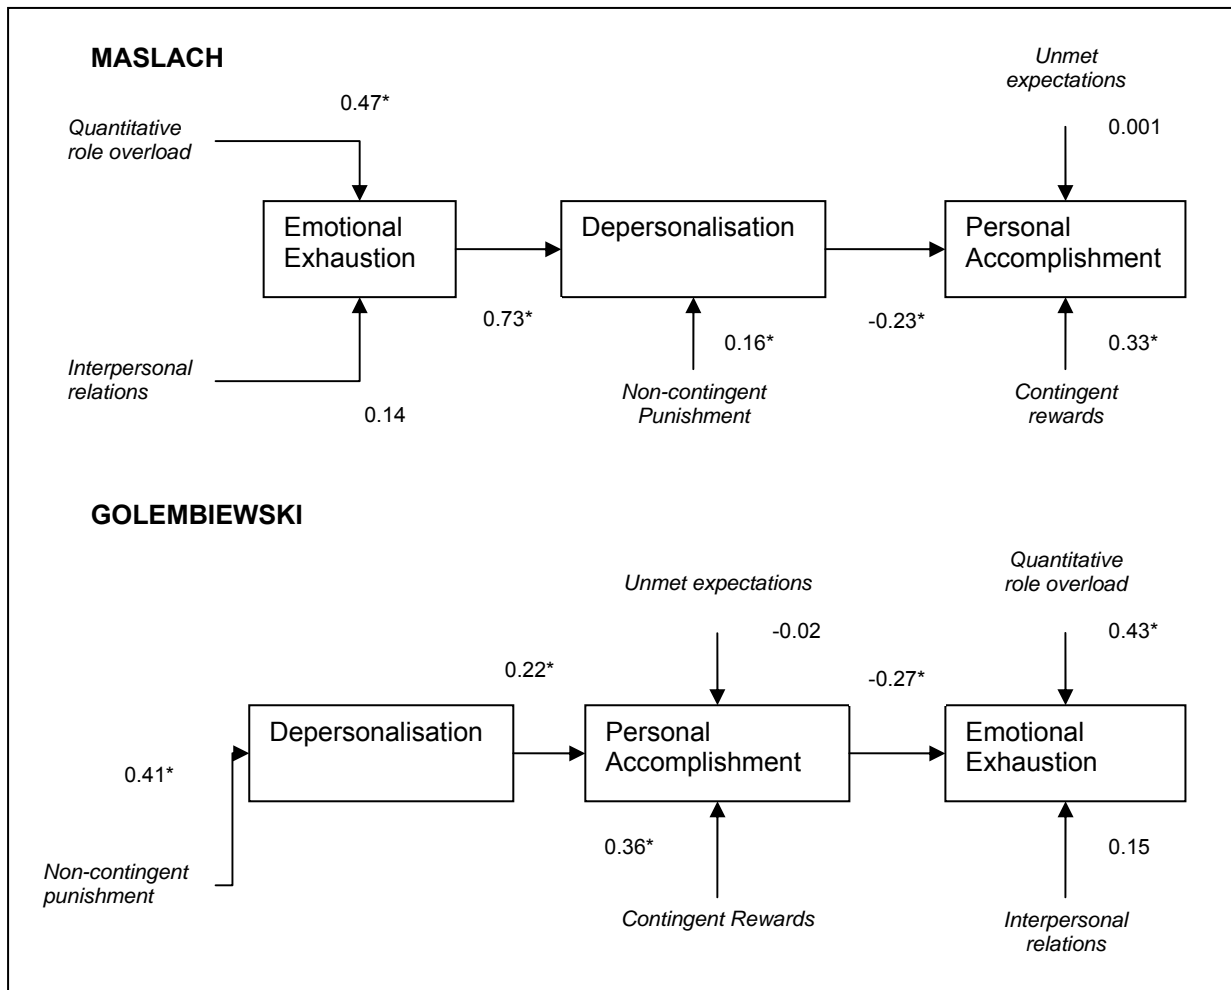 MASLACH
Unmet
expectations
0.47*
0.001
Quantitative
role overload
Emotional
Exhaustion
Depersonalisation
Personal
Accomplishment
0.73*
-0.23*
0.16*
0.33*
Interpersonal
relations
Non-contingent
Punishment
Contingent
rewards
0.14
GOLEMBIEWSKI
Quantitative
role overload
Unmet expectations
-0.02
0.43*
0.22*
-0.27*
Depersonalisation
Personal
Accomplishment
Emotional
Exhaustion
0.41*
0.36*
0.15
Non-contingent
punishment
Contingent Rewards
Interpersonal
relations